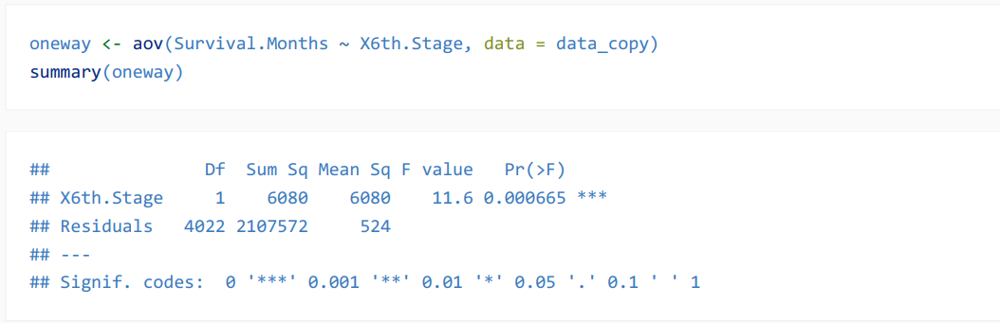 oneway <- aov(Survival.Months ~ X6th.Stage, data = data_copy)
summary(oneway)
##               Df  Sum Sq Mean Sq F value   Pr(>F)
## X6th.Stage     1    6080    6080    11.6 0.000665 ***
## Residuals   4022 2107572     524
## ---
## Signif. codes:  0 '***' 0.001 '**' 0.01 '*' 0.05 '.' 0.1 ' ' 1